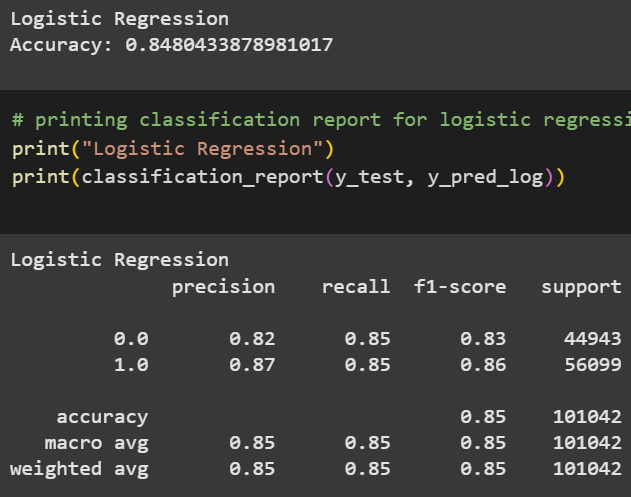 Logistic Regression
Accuracy: 0.8480433878981017
# printing classification report for logistic regressi
print("Logistic Regression")
print(classification_report(y_test, y_pred_log))
Logistic Regression
precision recall f1-score support
0.0 0.82 0.85 0.83 44943
1.0 0.87 0.85 0.86 56099
accuracy 0.85 101042
macro avg 0.85 0.85 0.85 101042
weighted avg 0.85 0.85 0.85 101042